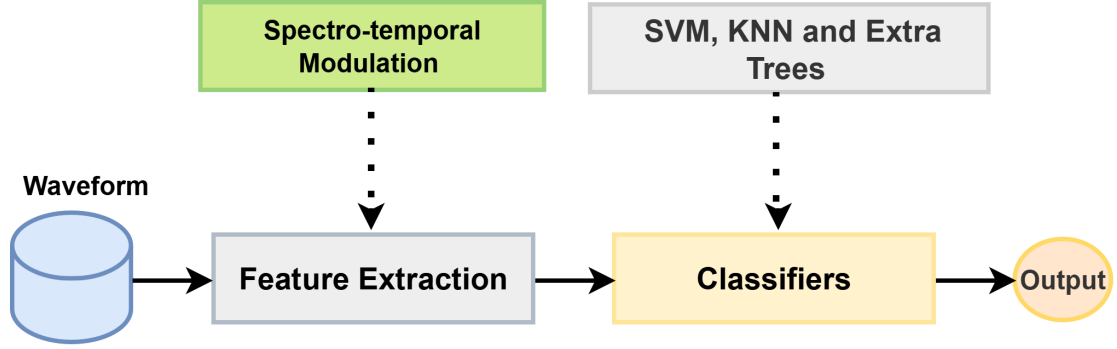 Spectro-temporal
Modulation
SVM, KNN and Extra
Trees
Waveform
Feature Extraction
Classifiers
Output